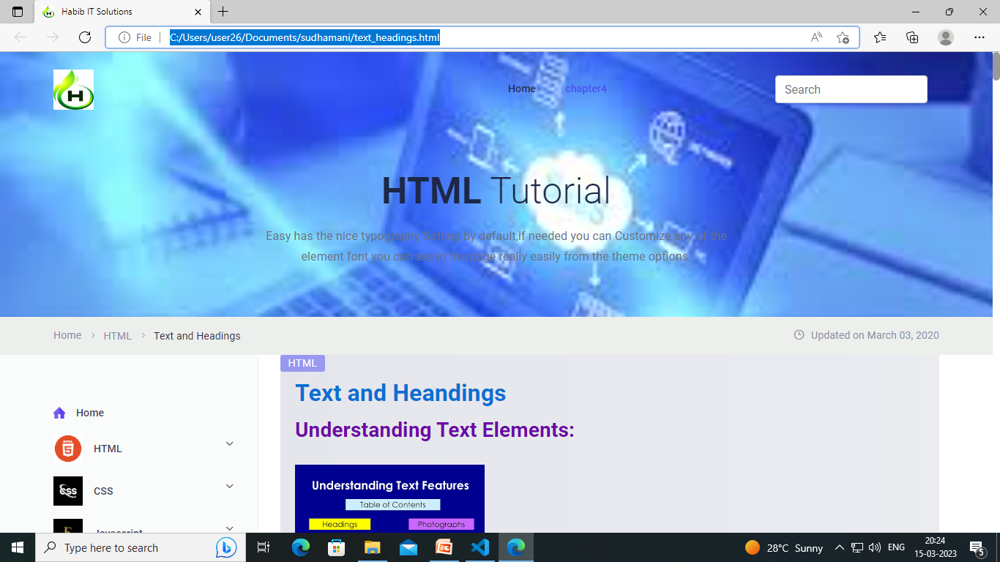 Habib IT Solutions
File
C:/Users/user26/Documents/sudhamani/text_headings.html
H
Home
chapter4
Search
HTML Tutorial
Easy has the nice typography Setting by default,if needed you can Customize any of the
element font you can see in the page really easily from the theme options.
Home
HTML
Text and Headings
Updated on March 03, 2020
HTML
Text and Heandings
Understanding Text Elements:
Home
HTML
HTML
5
CSS
CSS
Javascript
Understanding Text Features
Table of Contents
Headings
Photographs
Type here to search
28°C Sunny
ENG
20:24
15-03-2023
5